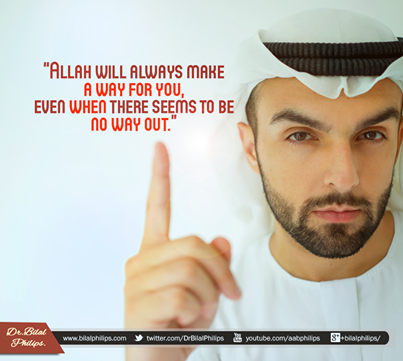 "ALLAH WILL ALWAYS MAKE
A WAY FOR YOU,
EVEN WHEN THERE SEEMS TO BE
NO WAY OUT."
Dr.Bilal
Philips.
www.bilalphilips.com twitter.com/DrBilalPhilips youtube.com/aabphilips +bilalphilips/